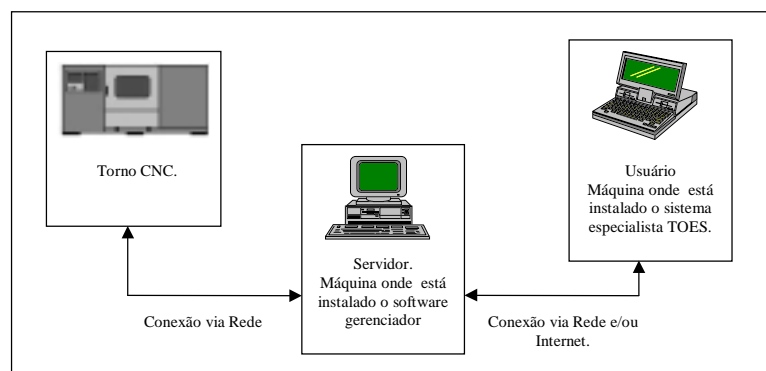 Torno CNC.
Usuário
Máquina onde está
instalado o sistema
especialista TOES.
Servidor.
Máquina onde está
instalado o software
gerenciador
Conexão via Rede
Conexão via Rede e/ou
Internet.